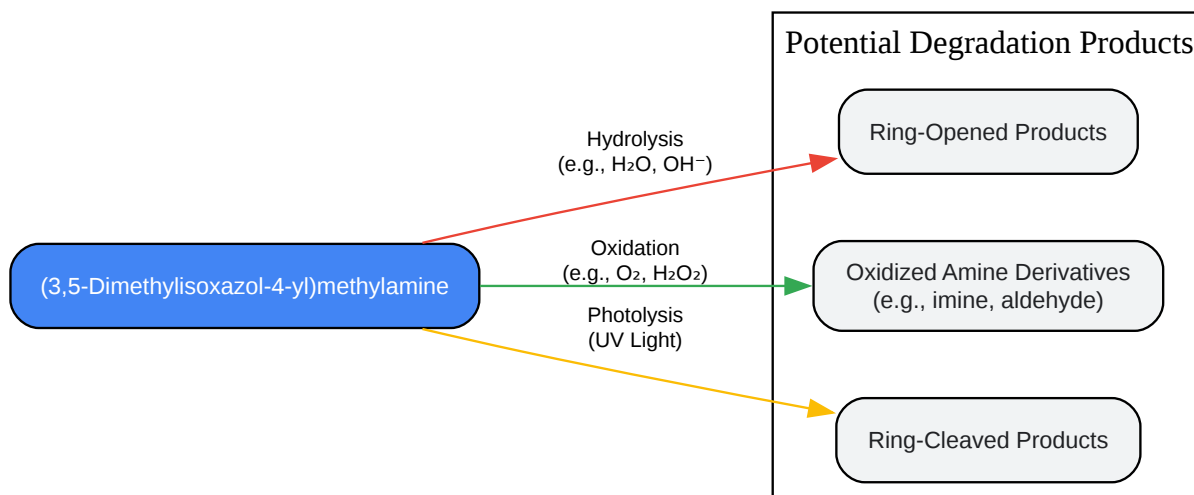 Potential Degradation Products
Hydrolysis
(e.g., H₂O, OH⁻)
Ring-Opened Products
(3,5-Dimethylisoxazol-4-yl)methylamine
Oxidation
(e.g., O₂, H₂O₂)
Oxidized Amine Derivatives
(e.g., imine, aldehyde)
Photolysis
(UV Light)
Ring-Cleaved Products